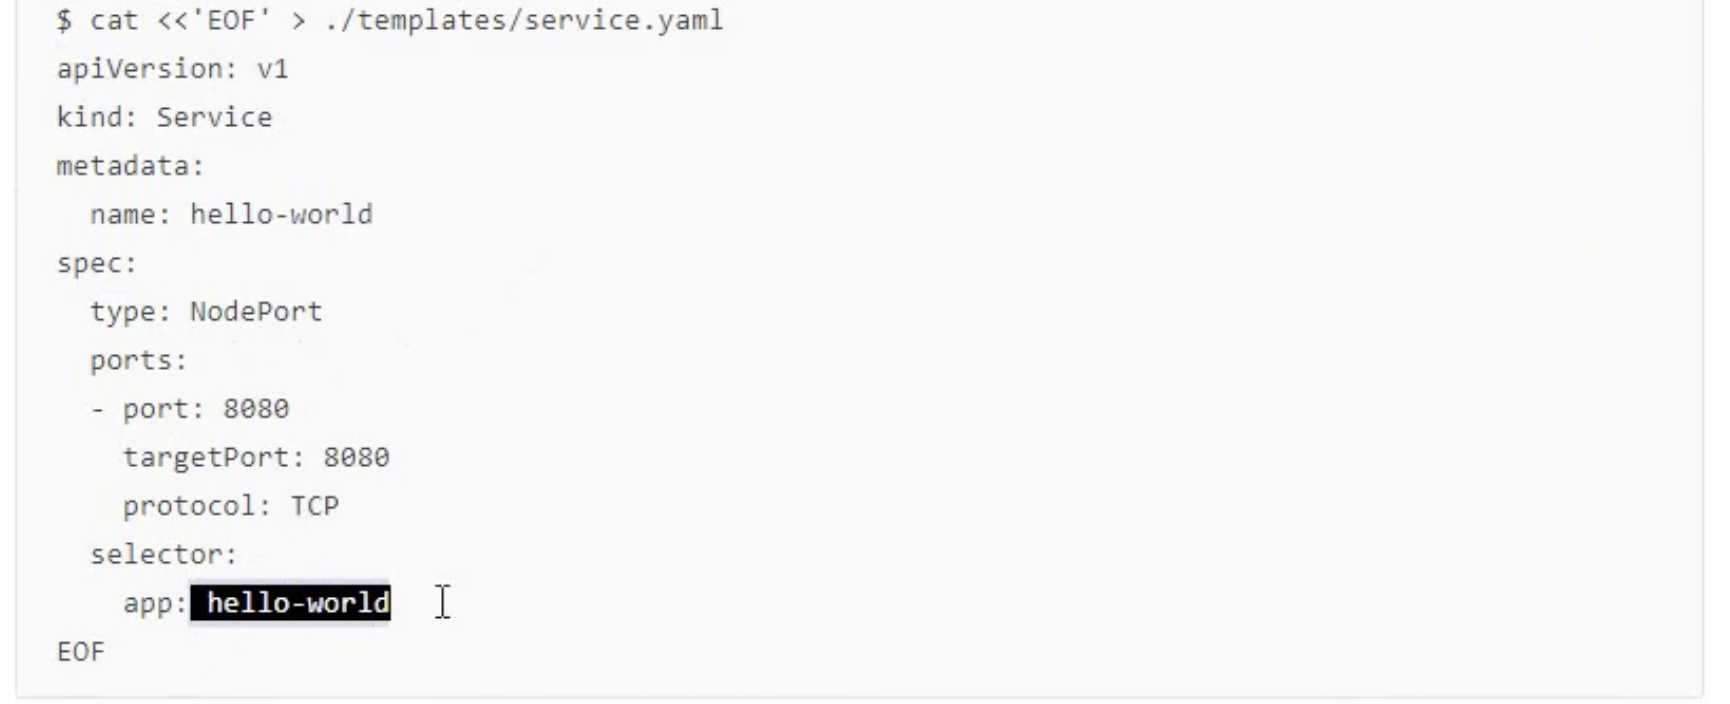 $ cat <<'EOF' > ./templates/service.yaml
apiVersion: v1
kind: Service
metadata:
  name: hello-world
spec:
  type: NodePort
  ports:
  - port: 8080
    targetPort: 8080
    protocol: TCP
  selector:
    app: hello-world
EOF